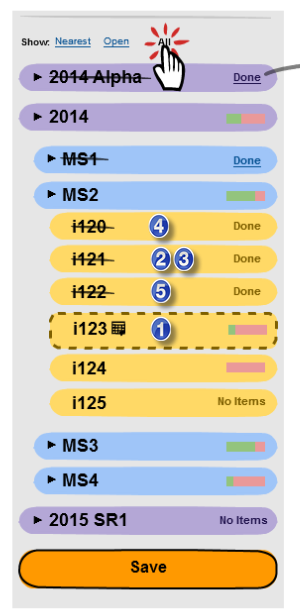 Show: Nearest Open All
2014 Alpha Done
2014
MS1 Done
MS2
i120 4 Done
i121 2 3 Done
i122 5 Done
i123 1
i124
i125 No Items
MS3
MS4
2015 SR1 No Items
Save